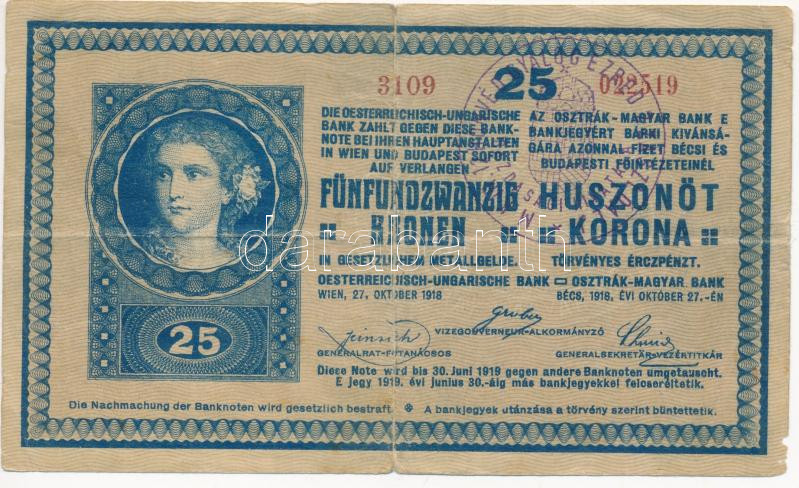 3109
25
022519
DIE OESTERREICHISCH-UNGARISCHE
BANK ZAHLT GEGEN DIESE BANK-
NOTE BEI IHREN HAUPTANSTALTEN
IN WIEN UND BUDAPEST SOFORT
AUF VERLANGEN
FÜNFUNDZWANZIG
KRONEN
IN GESETZLICHEM METALLGELDE.
OESTERREICHISCH-UNGARISCHE BANK
WIEN, 27. OKTOBER 1918
AZ OSZTRÁK-MAGYAR BANK E
BANKJEGYÉRT BÁRKI KIVÁNSÁ-
GÁRA AZONNAL FIZET BÉCSI ÉS
BUDAPESTI FŐINTÉZETEINÉL
HUSZONÖT
KORONA
TÖRVÉNYES ÉRCZPÉNZT.
OSZTRÁK-MAGYAR BANK
BÉCS, 1918. ÉVI OKTÓBER 27.-ÉN
VIZEGOUVERNEUR-ALKORMÁNYZÓ
GENERALRAT-FŐTANÁCSOS
GENERALSEKRETÄR-VEZÉRTITKÁR
Diese Note wird bis 30. Juni 1919 gegen andere Banknoten umgetauscht.
E jegy 1919. évi junius 30.-áig más bankjegyekkel felcseréltetik.
25
Die Nachmachung der Banknoten wird gesetzlich bestraft. A bankjegyek utánzása a törvény szerint büntettetik.
darabanth